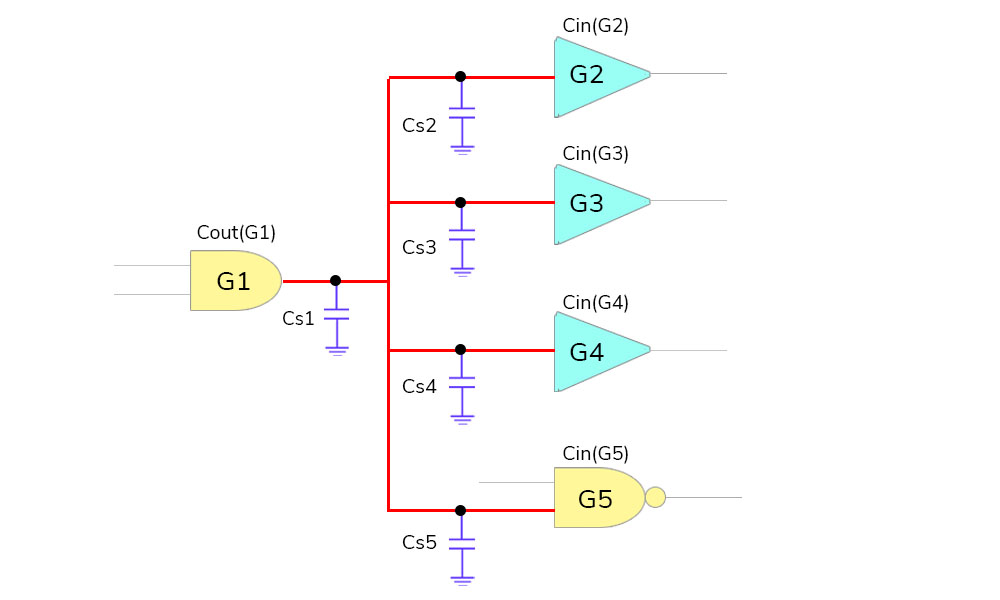 Cin(G2)
G2
Cs2
Cin(G3)
G3
Cs3
Cout(G1)
G1
Cs1
Cin(G4)
G4
Cs4
Cin(G5)
G5
Cs5